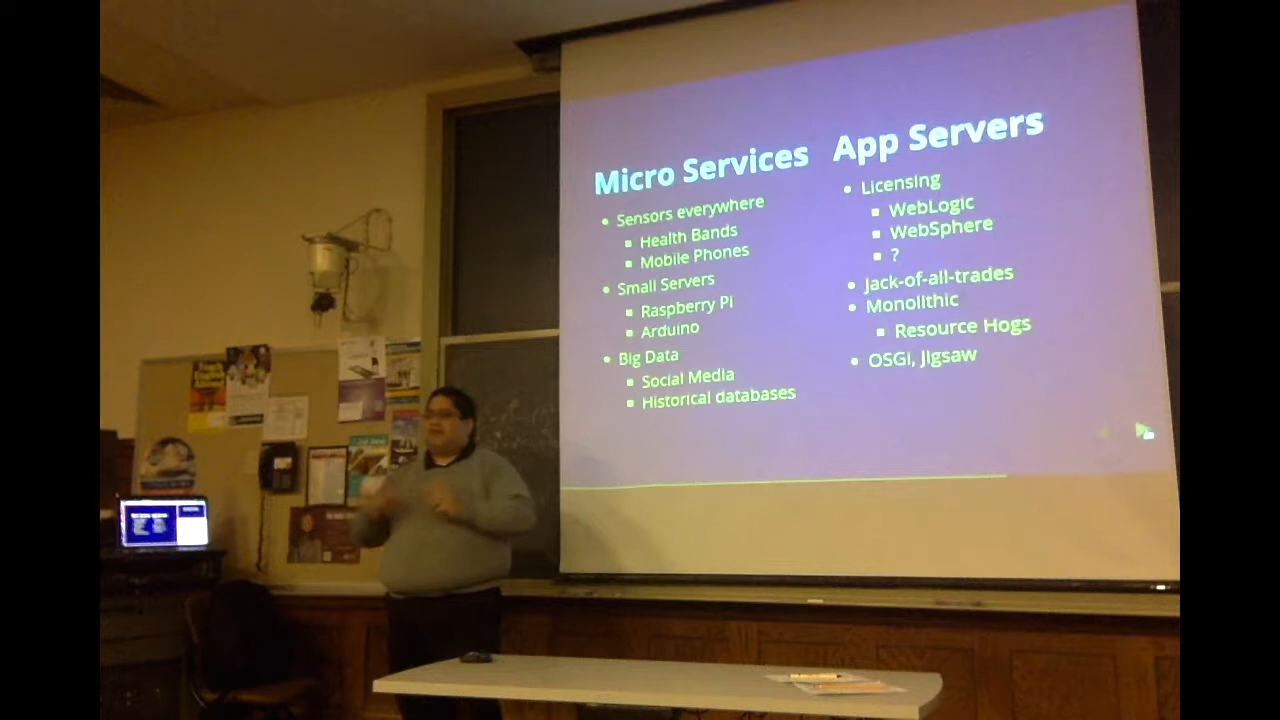 Micro Services
Sensors everywhere
Health Bands
Mobile Phones
Small Servers
Raspberry Pi
Arduino
Big Data
Social Media
Historical databases
App Servers
Licensing
WebLogic
WebSphere
?
Jack-of-all-trades
Monolithic
Resource Hogs
OSGi, Jigsaw